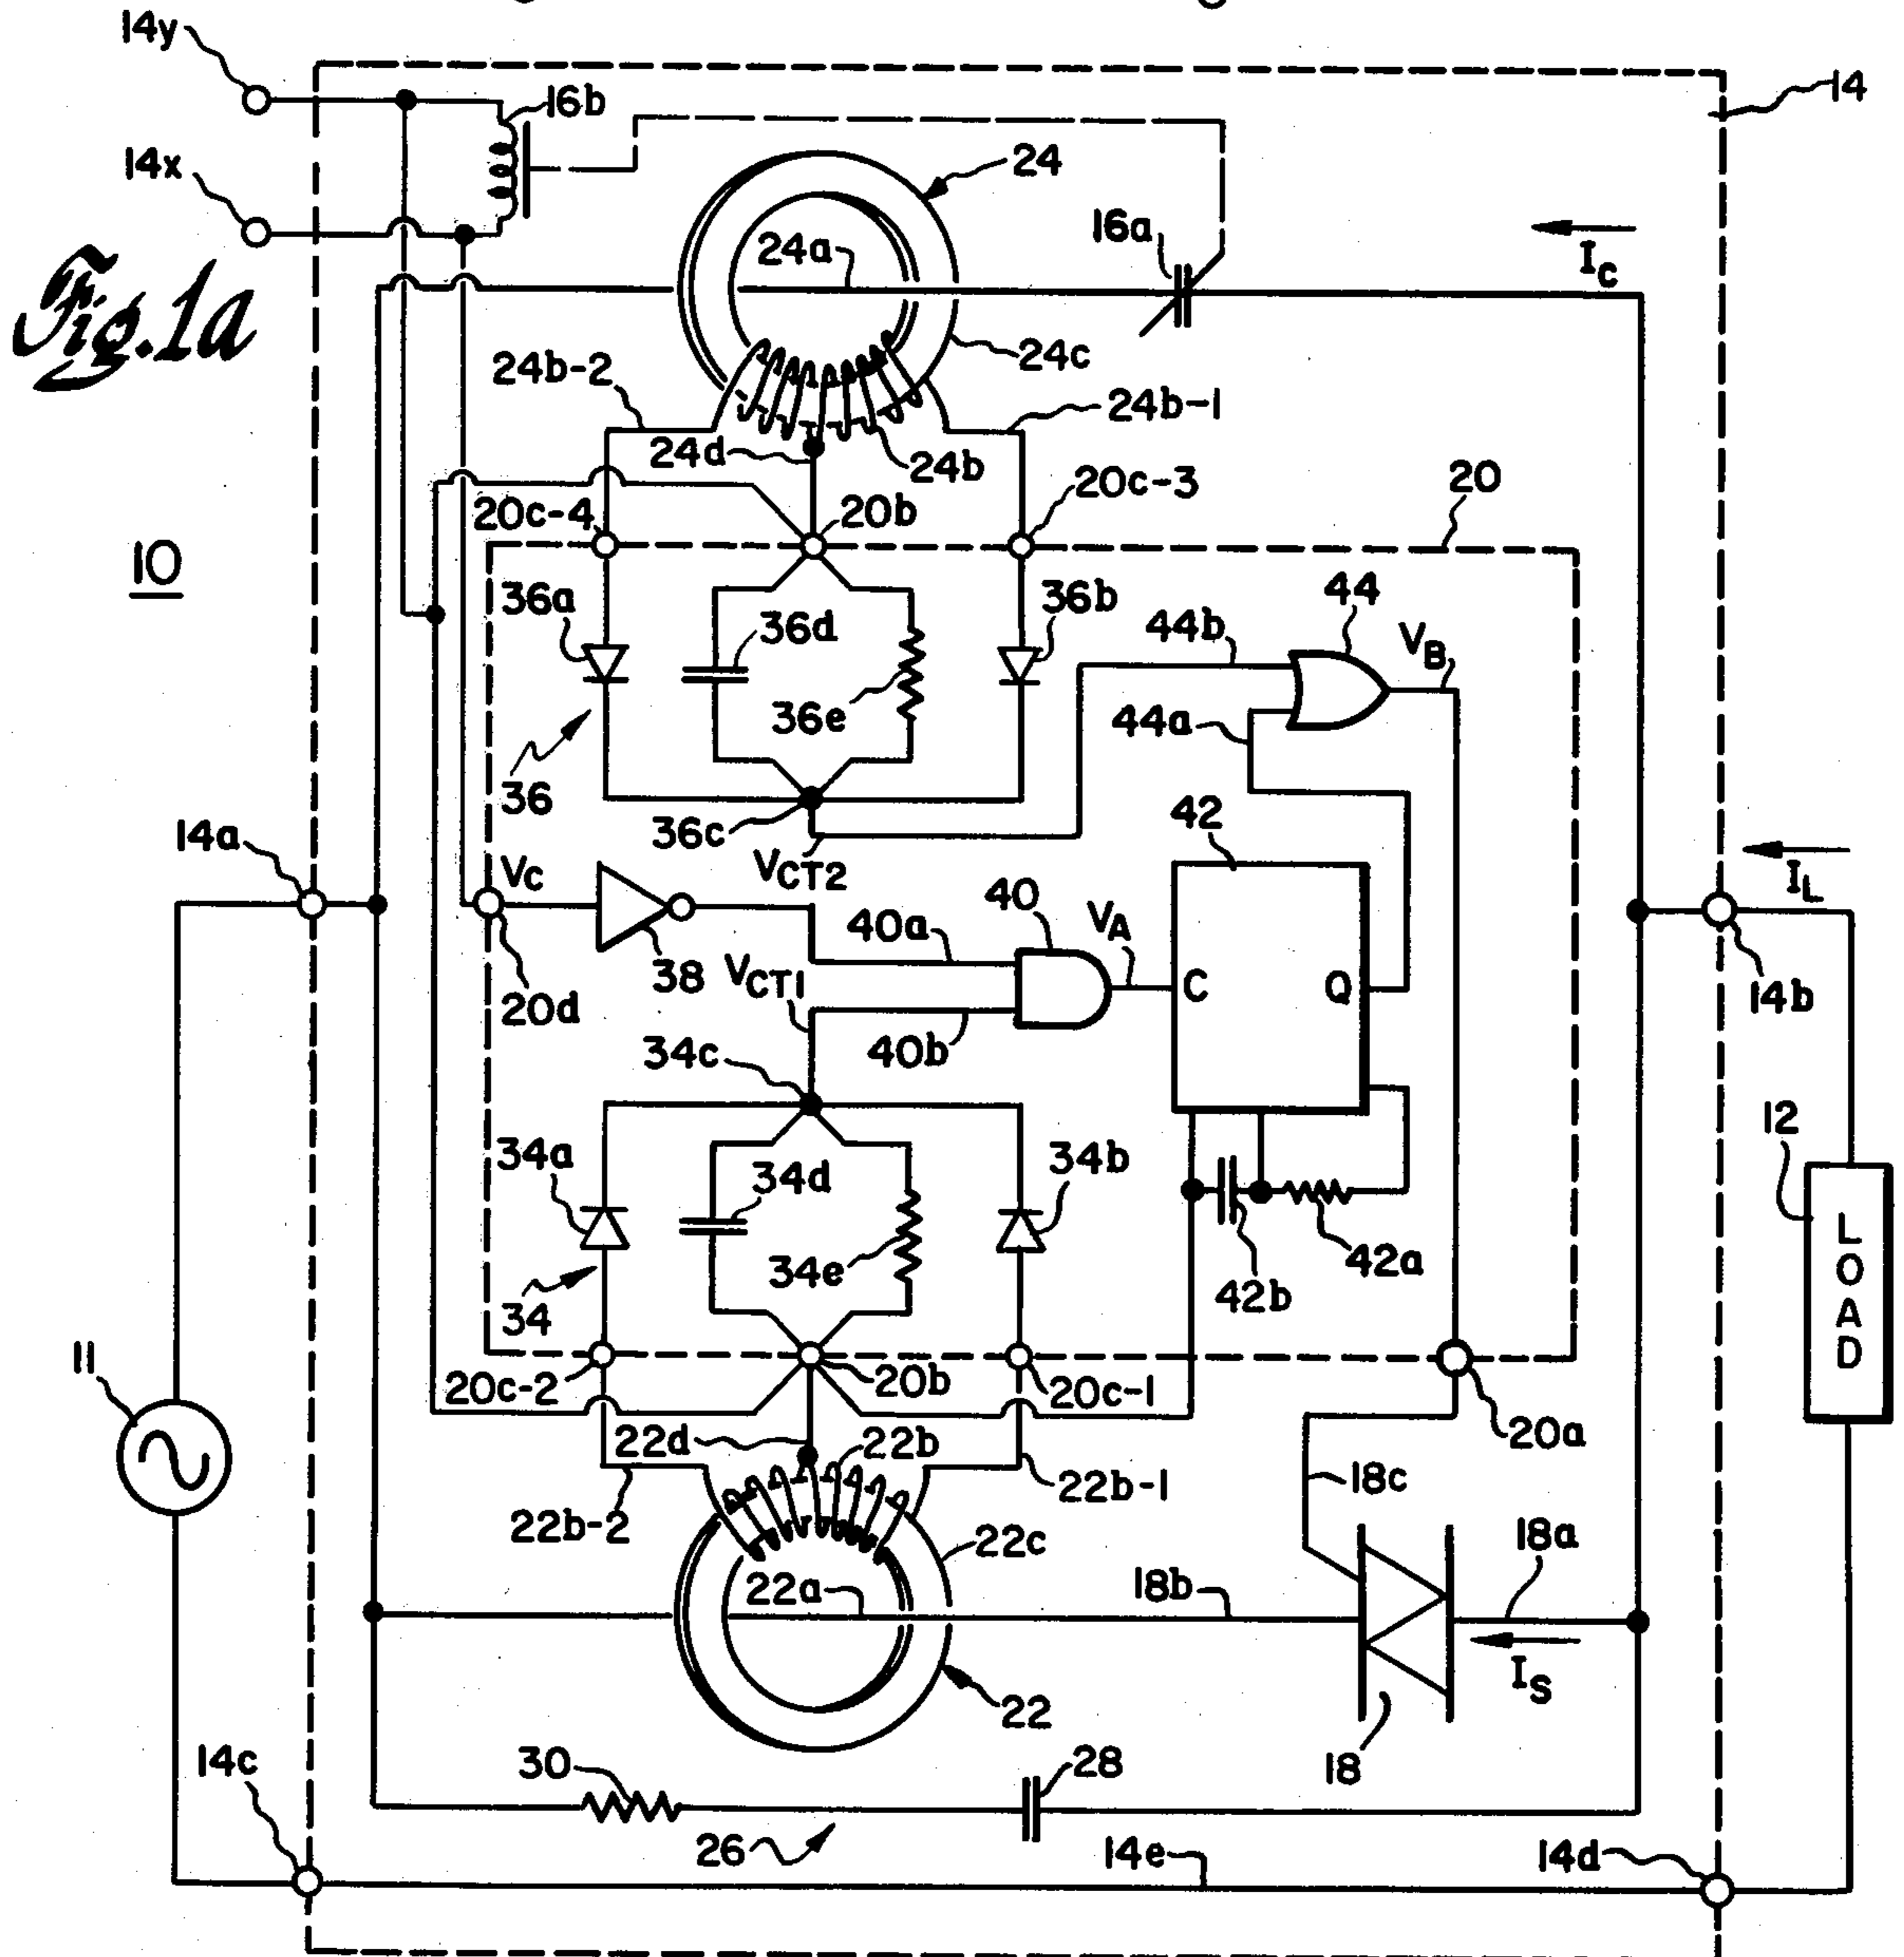 14y
16b
14
14x
24
Fig. 1a
24a
16a
IC
24c
24b-2
24b-1
24d
24b
20c-3
20
20c-4
20b
10
36a
36d
36b
44
44b
VB
36e
44a
36
36c
42
14a
VC
VCT2
IL
40
40a
VA
38
VCT1
C
Q
20d
14b
34c
40b
12
34a
34d
34b
LOAD
34e
42a
42b
34
11
20c-2
20b
20c-1
20a
22d
22b
18c
22b-1
22b-2
22c
18a
22a
18b
IS
22
14c
30
28
18
26
14e
14d